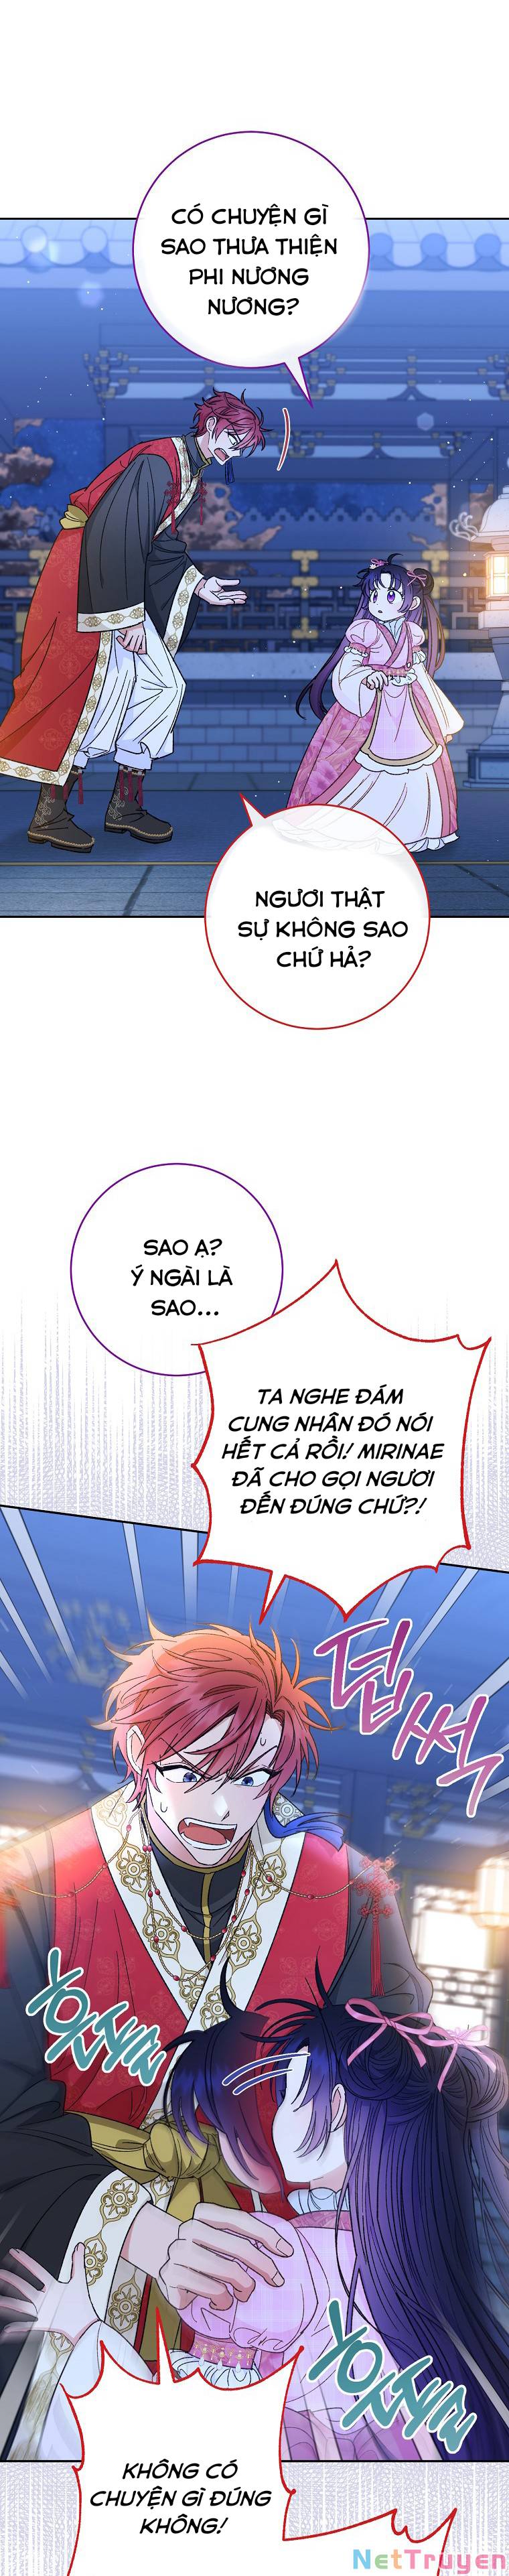 CÓ CHUYỆN GÌ
SAO THƯA THIỆN
PHI NƯƠNG
NƯƠNG?
NGƯƠI THẬT
SỰ KHÔNG SAO
CHỨ HẢ?
SAO Ạ?
Ý NGÀI LÀ
SAO...
TA NGHE ĐÁM
CUNG NHÂN ĐÓ NÓI
HẾT CẢ RỒI! MIRINAE
ĐÃ CHO GỌI NGƯƠI
ĐẾN ĐÚNG CHỨ?!
덥썩
KHÔNG CÓ
CHUYỆN GÌ ĐÚNG
KHÔNG!
NetTruyen